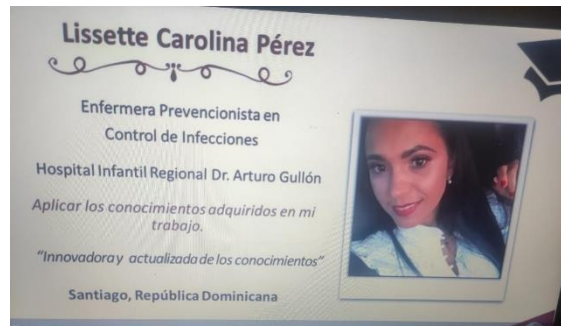 Lissette Carolina Pérez
Enfermera Prevencionista en
Control de Infecciones
Hospital Infantil Regional Dr. Arturo Gullón
Aplicar los conocimientos adquiridos en mi
trabajo.
"Innovadora y actualizada de los conocimientos"
Santiago, República Dominicana